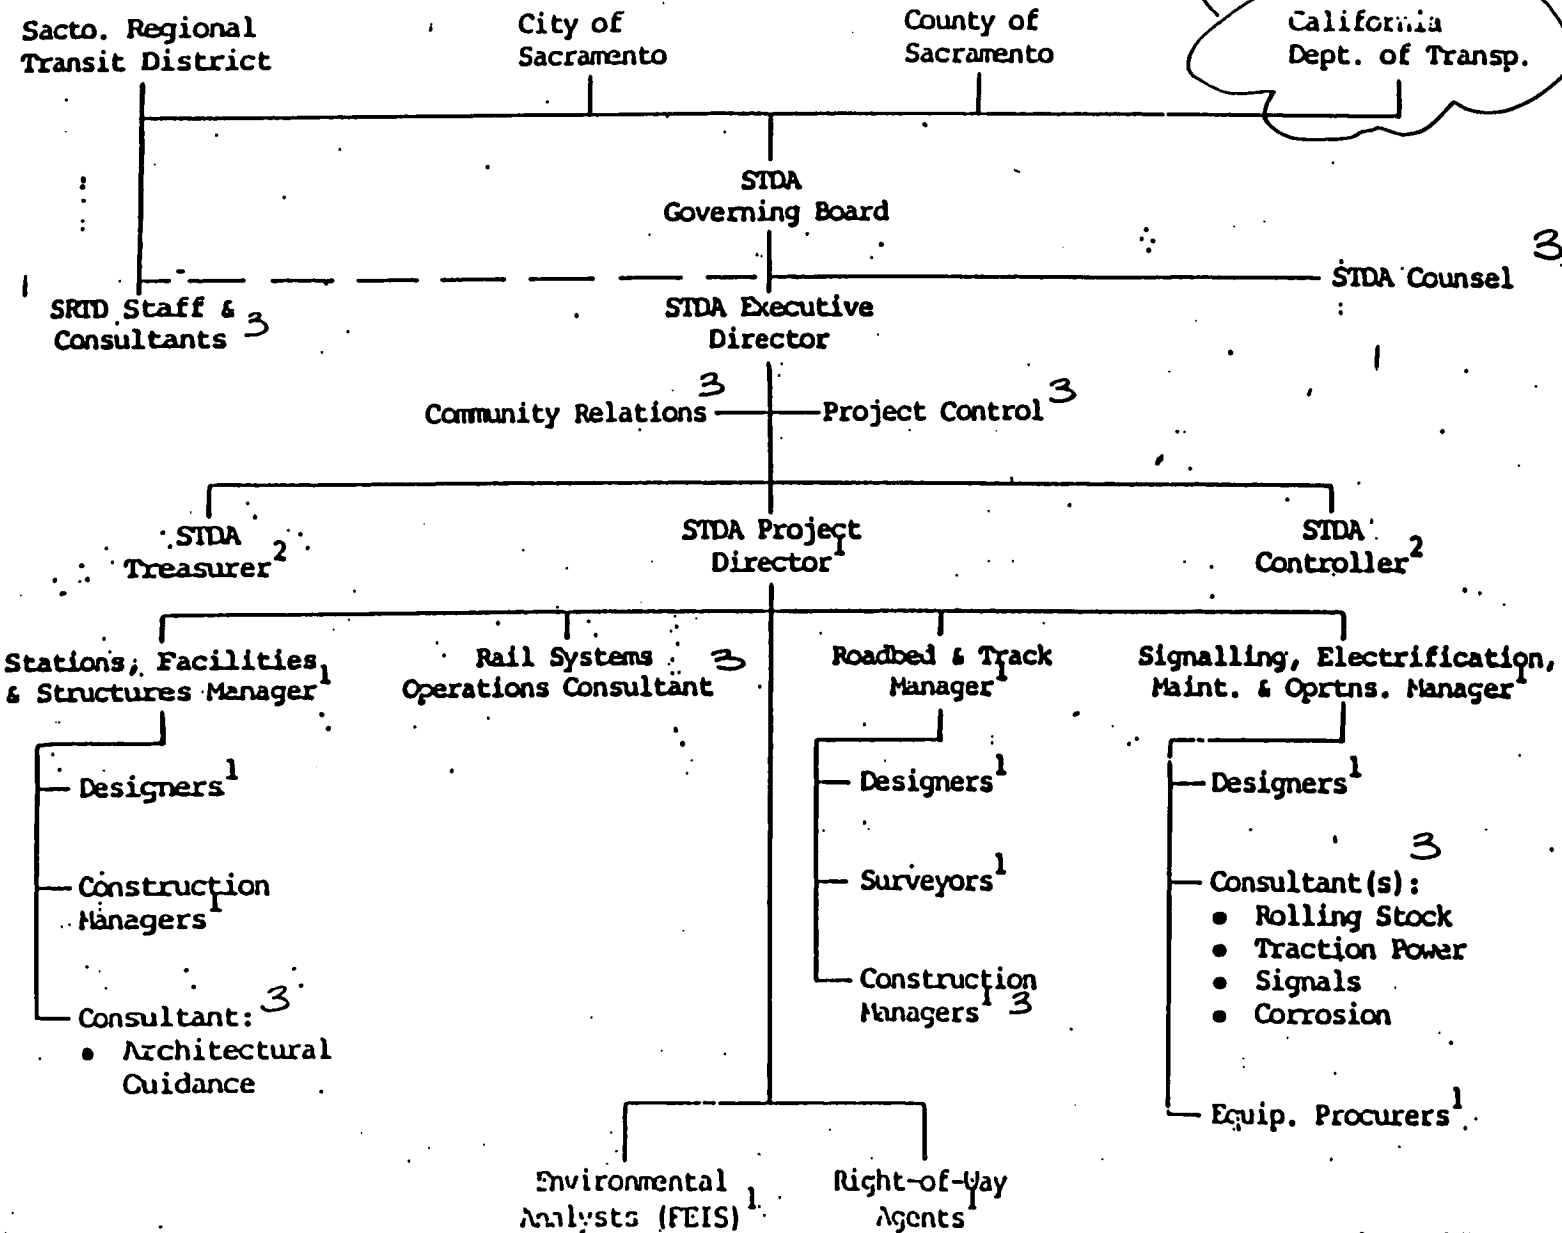 Sacto. Regional
Transit District
City of
Sacramento
County of
Sacramento
California
Dept. of Transp.
STDA
Governing Board
3
STDA Counsel
SRTD Staff &
Consultants 3
STDA Executive
Director
Community Relations 3
Project Control 3
STDA
Treasurer 2
STDA Project
Director 1
STDA
Controller 2
Stations, Facilities,
& Structures Manager 1
Rail Systems
Operations Consultant 3
Roadbed & Track
Manager 1
Signalling, Electrification,
Maint. & Oprtns. Manager 1
Designers 1
Construction
Managers 1
Consultant: 3
• Architectural
Guidance
Designers 1
Surveyors 1
Construction
Managers 1 3
Designers 1
3
Consultant(s):
• Rolling Stock
• Traction Power
• Signals
• Corrosion
Equip. Procurers 1
Environmental
Analysts (FEIS) 1
Right-of-Way
Agents 1